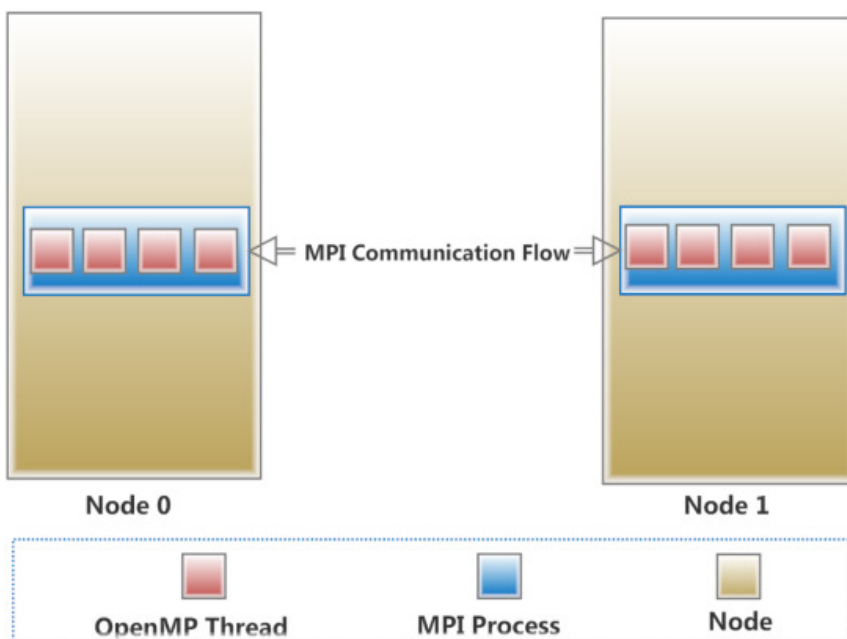 MPI Communication Flow
Node 0
Node 1
OpenMP Thread
MPI Process
Node